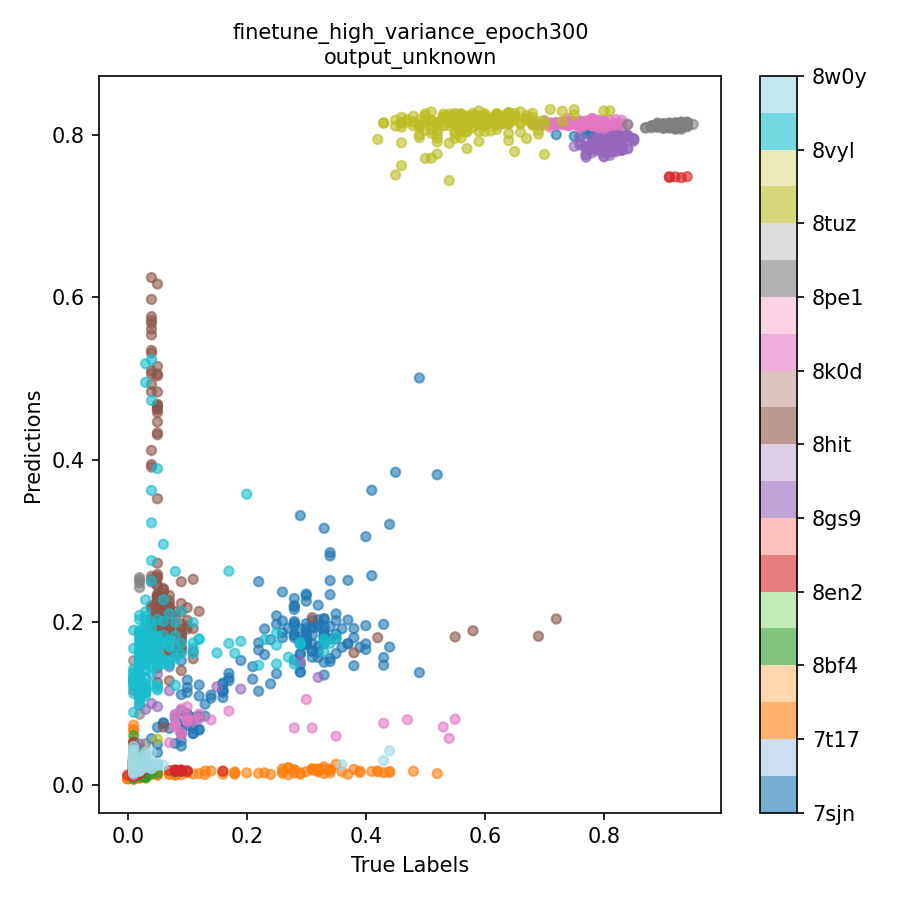 finetune_high_variance_epoch300
output_unknown
Predictions
0.8
0.6
0.4
0.2
0.0
0.0 0.2 0.4 0.6 0.8
True Labels
8w0y
8vyl
8tuz
8pe1
8k0d
8hit
8gs9
8en2
8bf4
7t17
7sjn